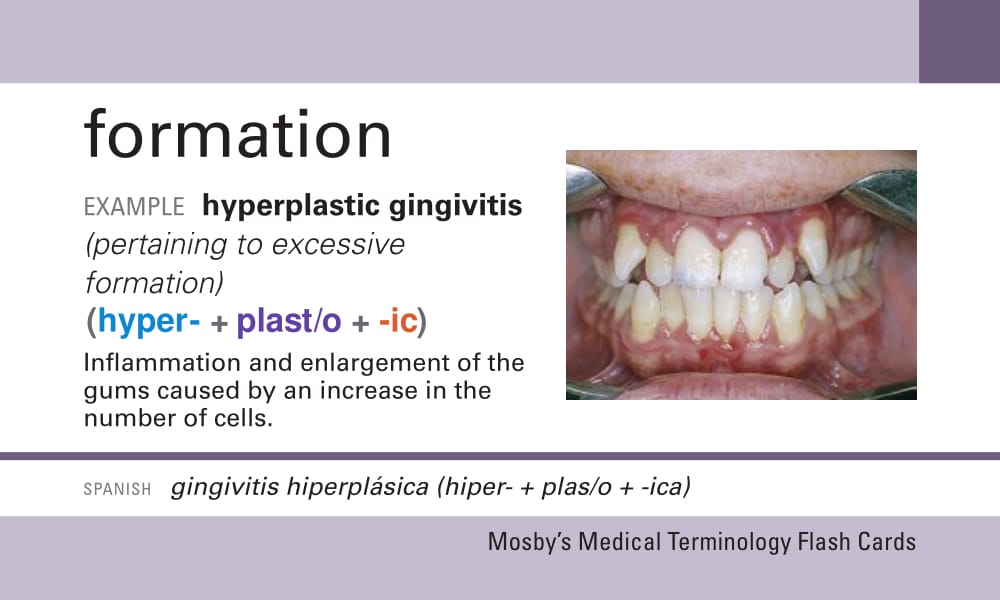 formation
EXAMPLE hyperplastic gingivitis
(pertaining to excessive
formation)
(hyper- + plast/o + -ic)
Inflammation and enlargement of the
gums caused by an increase in the
number of cells.
SPANISH gingivitis hiperplásica (hiper- + plas/o + -ica)
Mosby's Medical Terminology Flash Cards